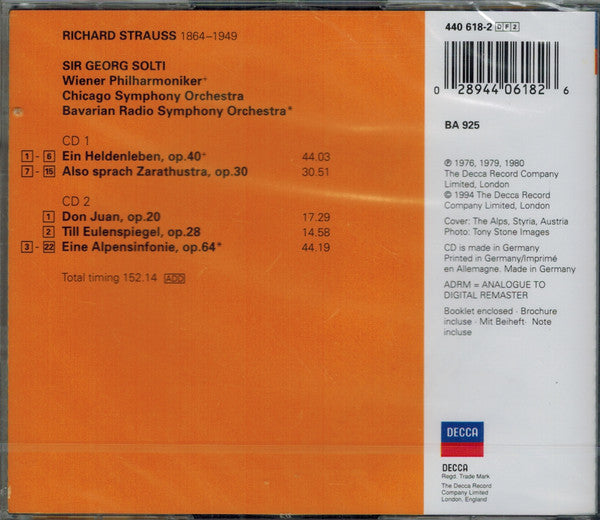 RICHARD STRAUSS 1864–1949
SIR GEORG SOLTI
Wiener Philharmoniker+
Chicago Symphony Orchestra
Bavarian Radio Symphony Orchestra*
CD 1
1 - 6 Ein Heldenleben, op.40+ 44.03
7 - 15 Also sprach Zarathustra, op.30 30.51
CD 2
1 Don Juan, op.20 17.29
2 Till Eulenspiegel, op.28 14.58
3 - 22 Eine Alpensinfonie, op.64* 44.19
Total timing 152.14 ADD
440 618-2 DF2
0 28944 06182 6
BA 925
℗ 1976, 1979, 1980
The Decca Record Company
Limited, London
© 1994 The Decca Record
Company Limited, London
Cover: The Alps, Styria, Austria
Photo: Tony Stone Images
CD is made in Germany
Printed in Germany/Imprimé
en Allemagne. Made in Germany
ADRM = ANALOGUE TO
DIGITAL REMASTER
Booklet enclosed · Brochure
incluse · Mit Beiheft · Note
incluse
DECCA
DECCA
Regd. Trade Mark
The Decca Record
Company Limited
London, England